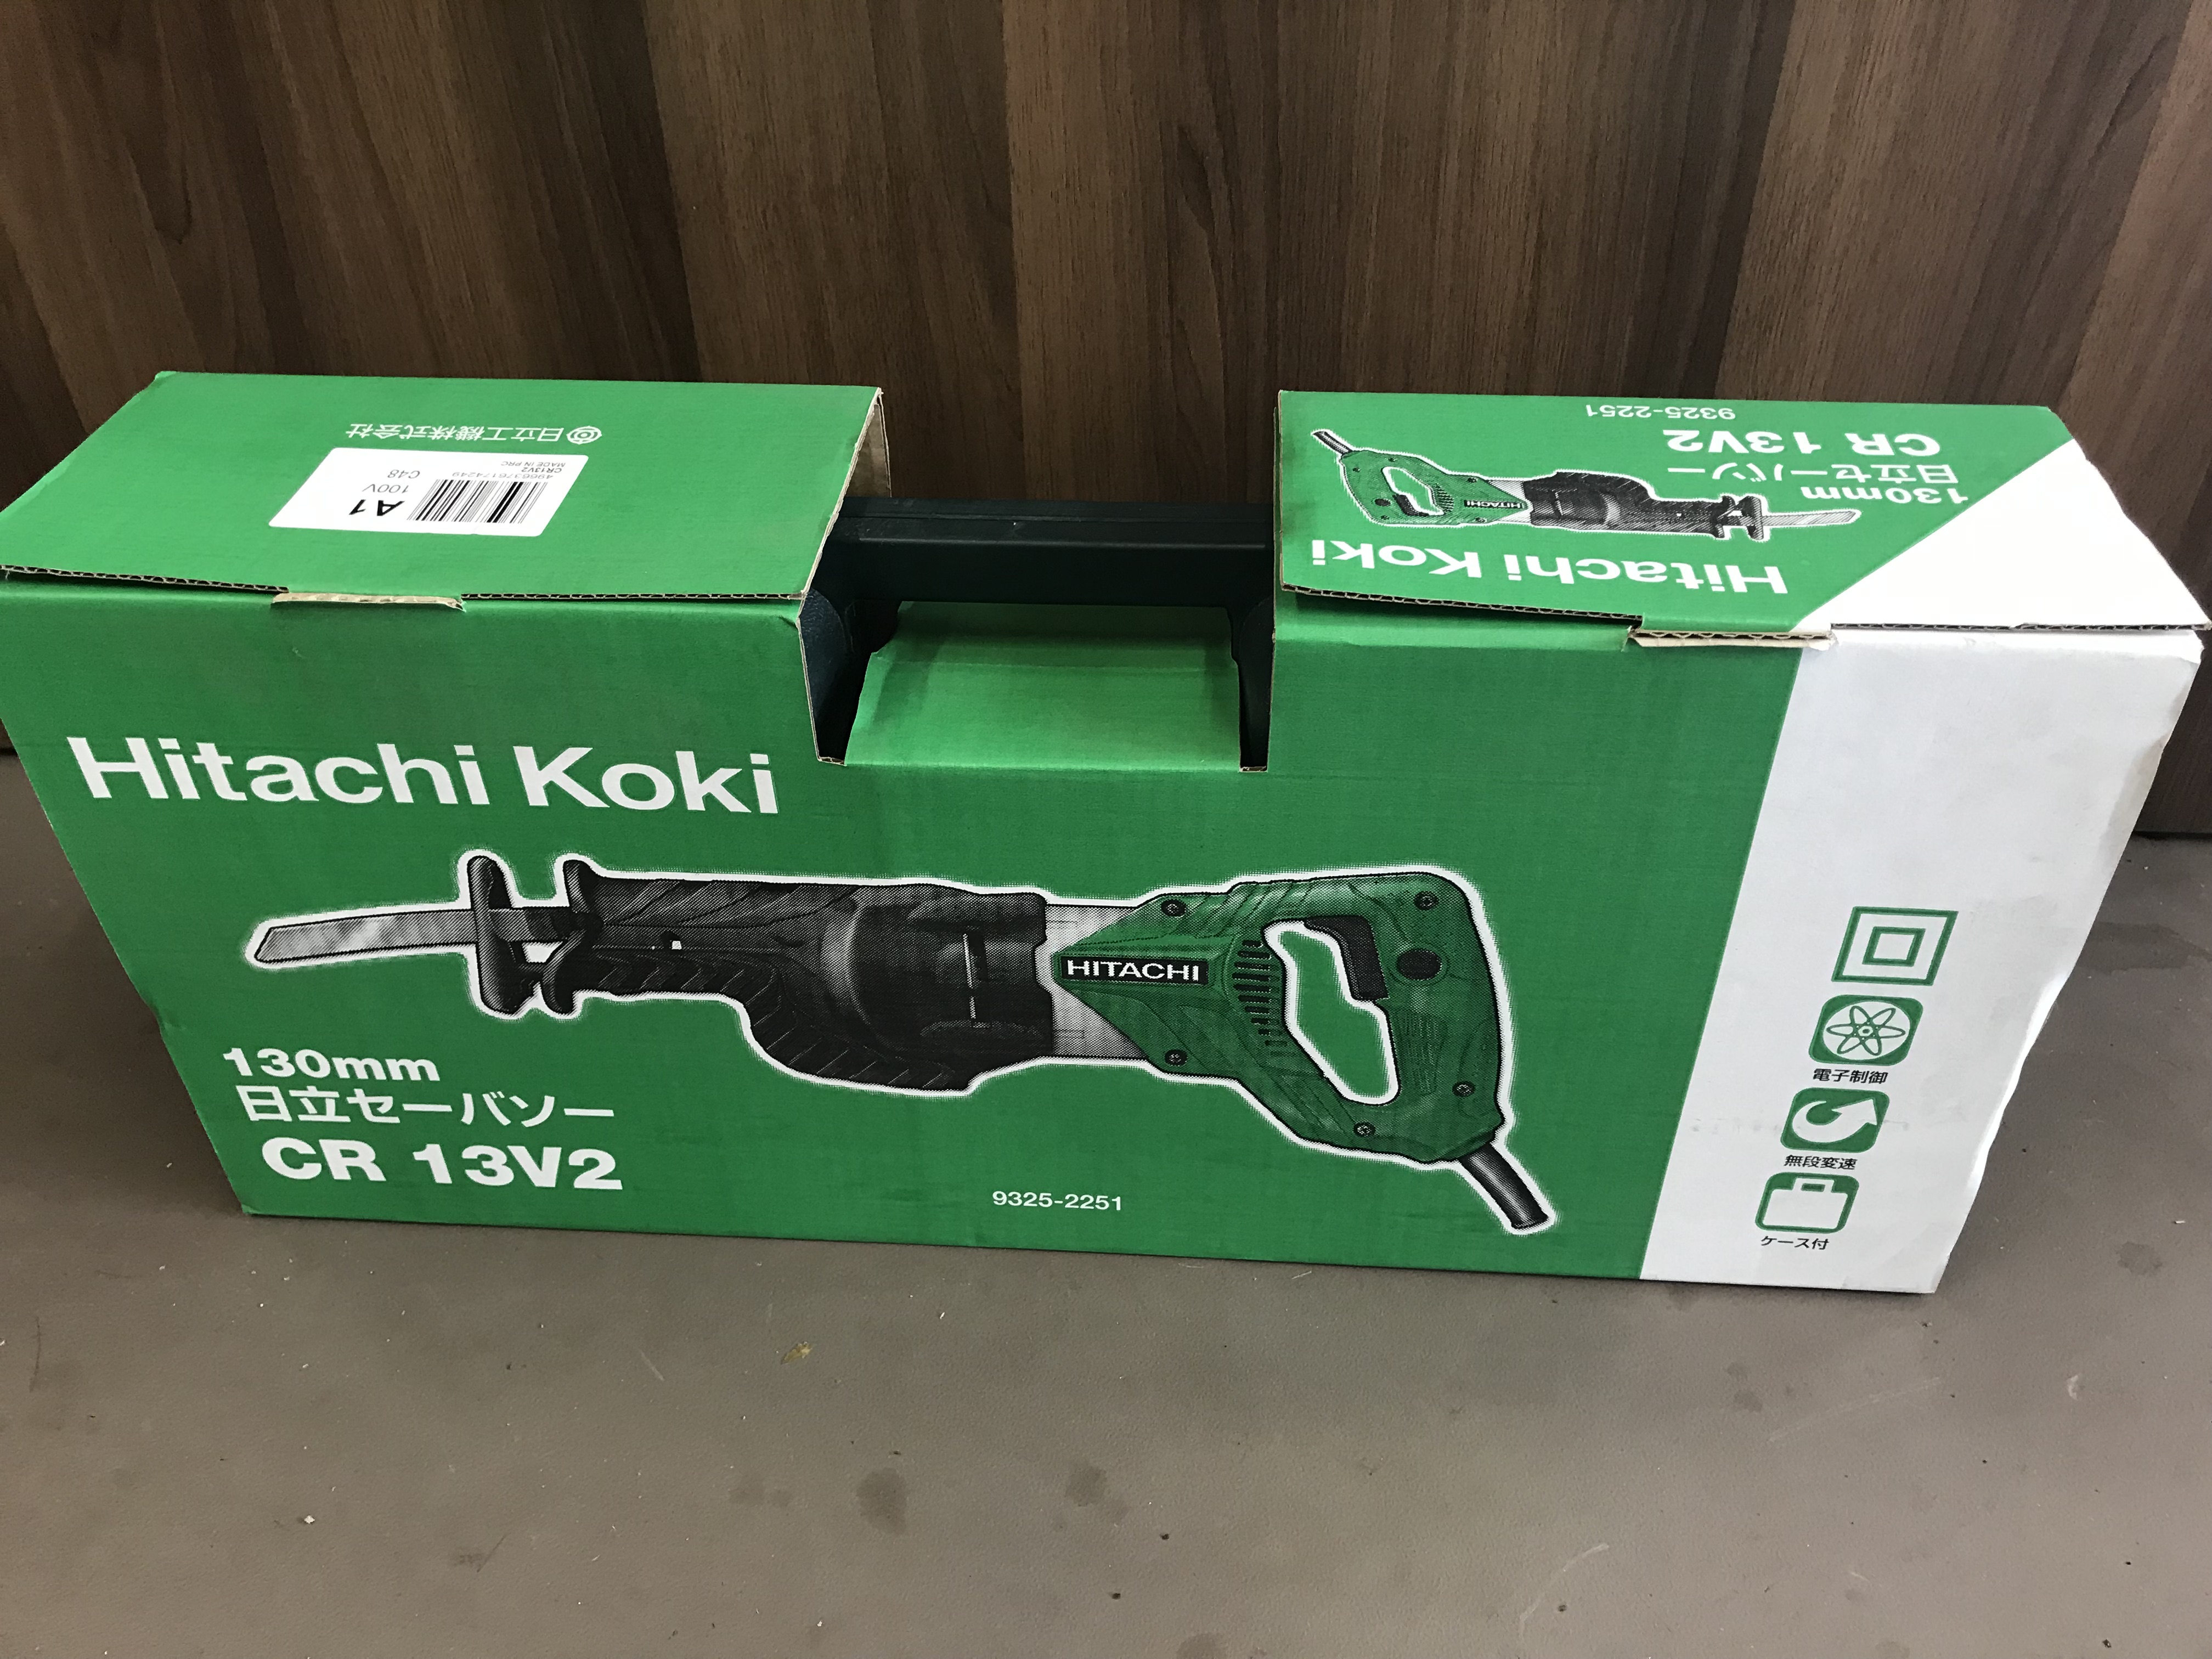 日立工機株式会社
CR13V2
MADE IN PRC
A1
100V
C48
Hitachi Koki
130mm
日立セーバソー
CR 13V2
9325-2251
Hitachi Koki
HITACHI
130mm
日立セーバソー
CR 13V2
9325-2251
HITACHI
電子制御
無段変速
ケース付